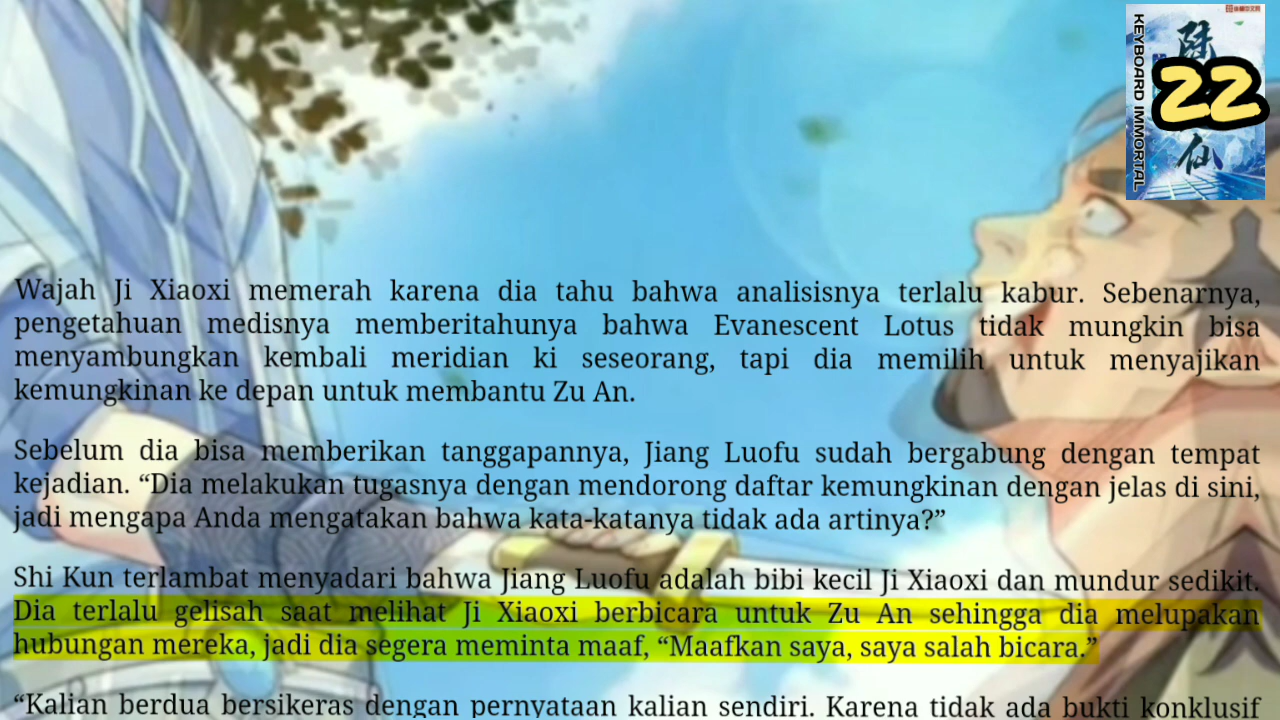 KEYBOARD IMMORTAL
陸
仙
22
Wajah Ji Xiaoxi memerah karena dia tahu bahwa analisisnya terlalu kabur. Sebenarnya,
pengetahuan medisnya memberitahunya bahwa Evanescent Lotus tidak mungkin bisa
menyambungkan kembali meridian ki seseorang, tapi dia memilih untuk menyajikan
kemungkinan ke depan untuk membantu Zu An.
Sebelum dia bisa memberikan tanggapannya, Jiang Luofu sudah bergabung dengan tempat
kejadian. “Dia melakukan tugasnya dengan mendorong daftar kemungkinan dengan jelas di sini,
jadi mengapa Anda mengatakan bahwa kata-katanya tidak ada artinya?”
Shi Kun terlambat menyadari bahwa Jiang Luofu adalah bibi kecil Ji Xiaoxi dan mundur sedikit.
Dia terlalu gelisah saat melihat Ji Xiaoxi berbicara untuk Zu An sehingga dia melupakan
hubungan mereka, jadi dia segera meminta maaf, “Maafkan saya, saya salah bicara.”
“Kalian berdua bersikeras dengan pernyataan kalian sendiri. Karena tidak ada bukti konklusif